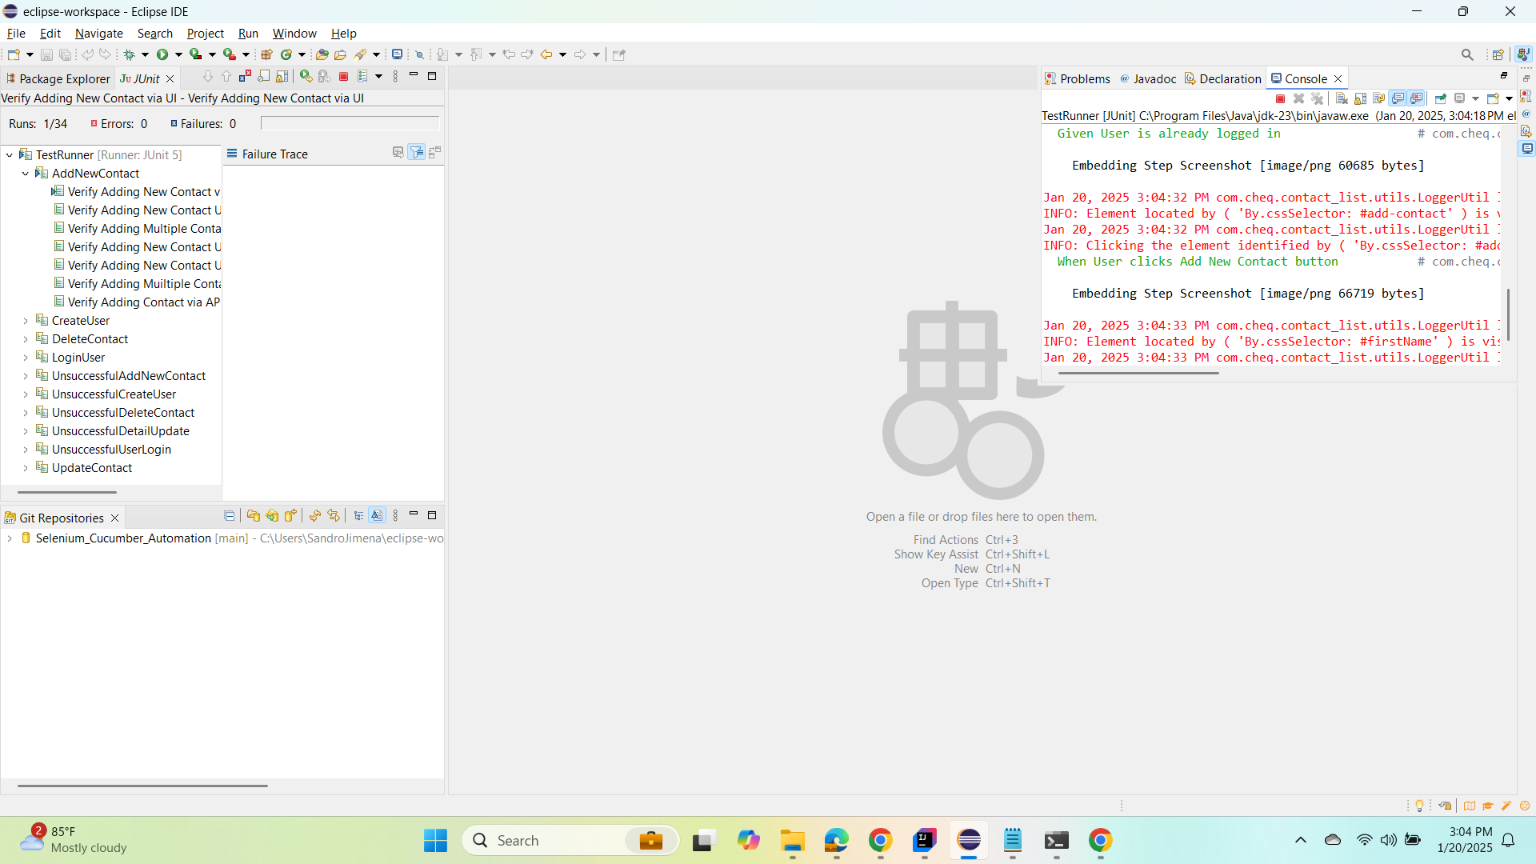 eclipse-workspace - Eclipse IDE
File Edit Navigate Search Project Run Window Help
Package Explorer JUnit
Verify Adding New Contact via UI - Verify Adding New Contact via UI
Runs: 1/34 Errors: 0 Failures: 0
TestRunner [Runner: JUnit 5]
AddNewContact
Verify Adding New Contact v
Verify Adding New Contact U
Verify Adding Multiple Conta
Verify Adding New Contact U
Verify Adding New Contact U
Verify Adding Muiltiple Conta
Verify Adding Contact via AP
CreateUser
DeleteContact
LoginUser
UnsuccessfulAddNewContact
UnsuccessfulCreateUser
UnsuccessfulDeleteContact
UnsuccessfulDetailUpdate
UnsuccessfulUserLogin
UpdateContact
Failure Trace
Git Repositories
Selenium_Cucumber_Automation [main] - C:\Users\SandroJimena\eclipse-wo
Open a file or drop files here to open them.
Find Actions Ctrl+3
Show Key Assist Ctrl+Shift+L
New Ctrl+N
Open Type Ctrl+Shift+T
Problems Javadoc Declaration Console
TestRunner [JUnit] C:\Program Files\Java\jdk-23\bin\javaw.exe (Jan 20, 2025, 3:04:18 PM el
Given User is already logged in # com.cheq.c
Embedding Step Screenshot [image/png 60685 bytes]
Jan 20, 2025 3:04:32 PM com.cheq.contact_list.utils.LoggerUtil
INFO: Element located by ( 'By.cssSelector: #add-contact' ) is v
Jan 20, 2025 3:04:32 PM com.cheq.contact_list.utils.LoggerUtil
INFO: Clicking the element identified by ( 'By.cssSelector: #add
When User clicks Add New Contact button # com.cheq.c
Embedding Step Screenshot [image/png 66719 bytes]
Jan 20, 2025 3:04:33 PM com.cheq.contact_list.utils.LoggerUtil
INFO: Element located by ( 'By.cssSelector: #firstName' ) is vis
Jan 20, 2025 3:04:33 PM com.cheq.contact_list.utils.LoggerUtil
2
85°F
Mostly cloudy
Search
3:04 PM
1/20/2025